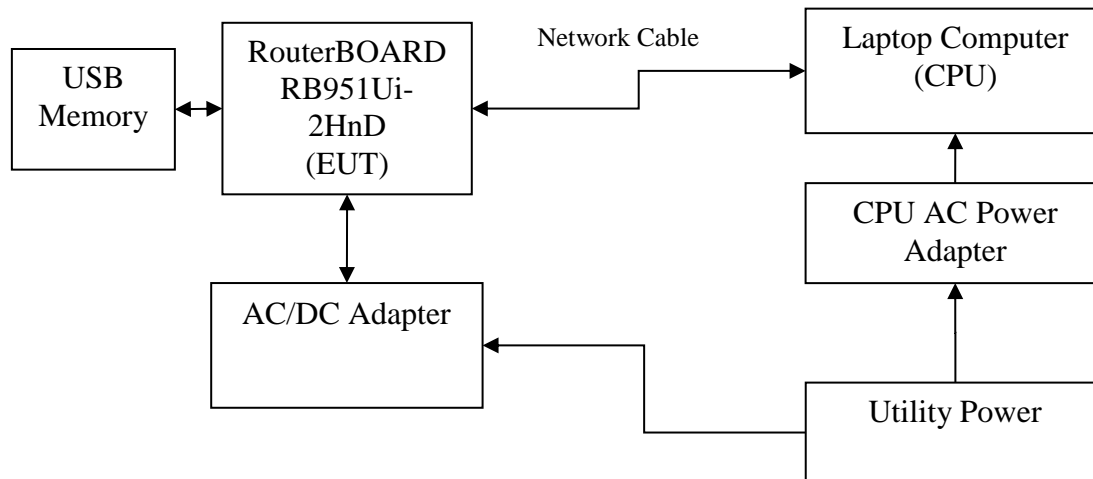 USB
Memory
RouterBOARD
RB951Ui-
2HnD
(EUT)
Network Cable
Laptop Computer
(CPU)
CPU AC Power
Adapter
AC/DC Adapter
Utility Power